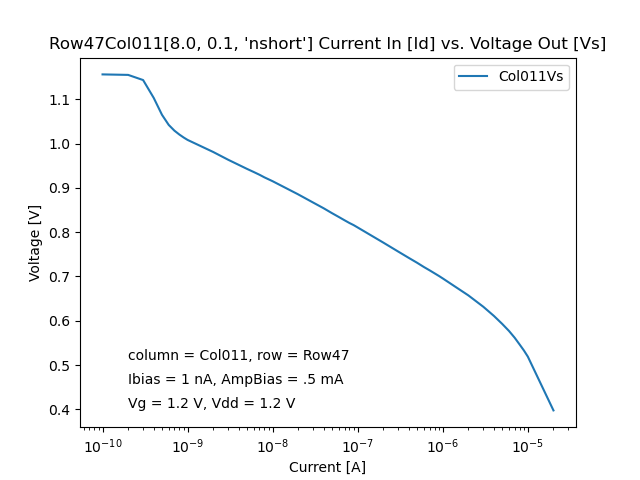 Row47Col011[8.0, 0.1, 'nshort'] Current In [Id] vs. Voltage Out [Vs]
Col011Vs
1.1
1.0
0.9
0.8
0.7
0.6
0.5
0.4
Voltage [V]
column = Col011, row = Row47
Ibias = 1 nA, AmpBias = .5 mA
Vg = 1.2 V, Vdd = 1.2 V
10⁻¹⁰ 10⁻⁹ 10⁻⁸ 10⁻⁷ 10⁻⁶ 10⁻⁵
Current [A]